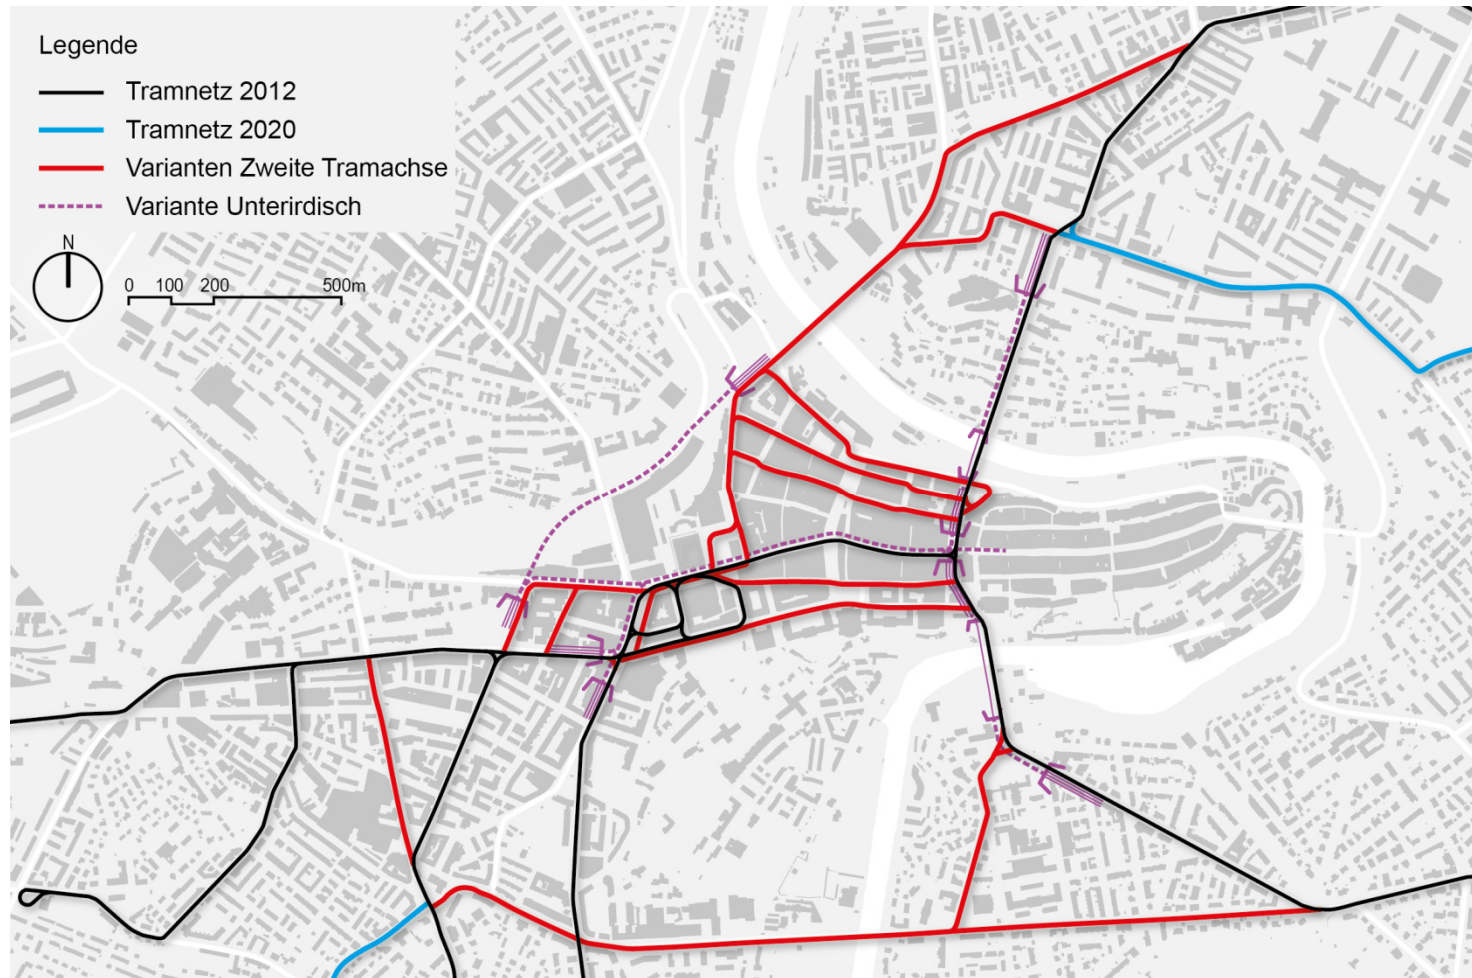 Legende
Tramnetz 2012
Tramnetz 2020
Varianten Zweite Tramachse
Variante Unterirdisch
N
0 100 200 500m